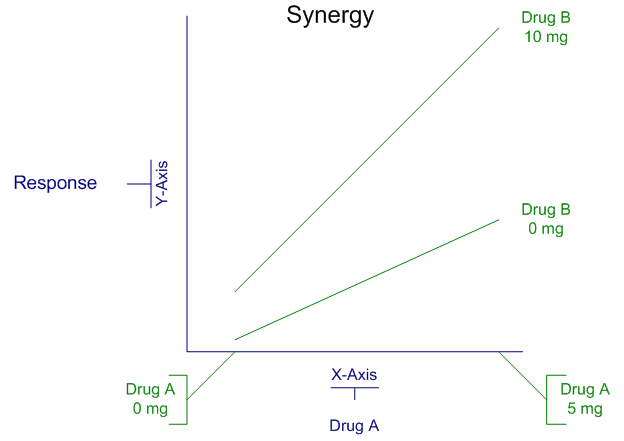 Synergy
Drug B
10 mg
Response
Y-Axis
Drug B
0 mg
X-Axis
Drug A
0 mg
Drug A
5 mg
Drug A